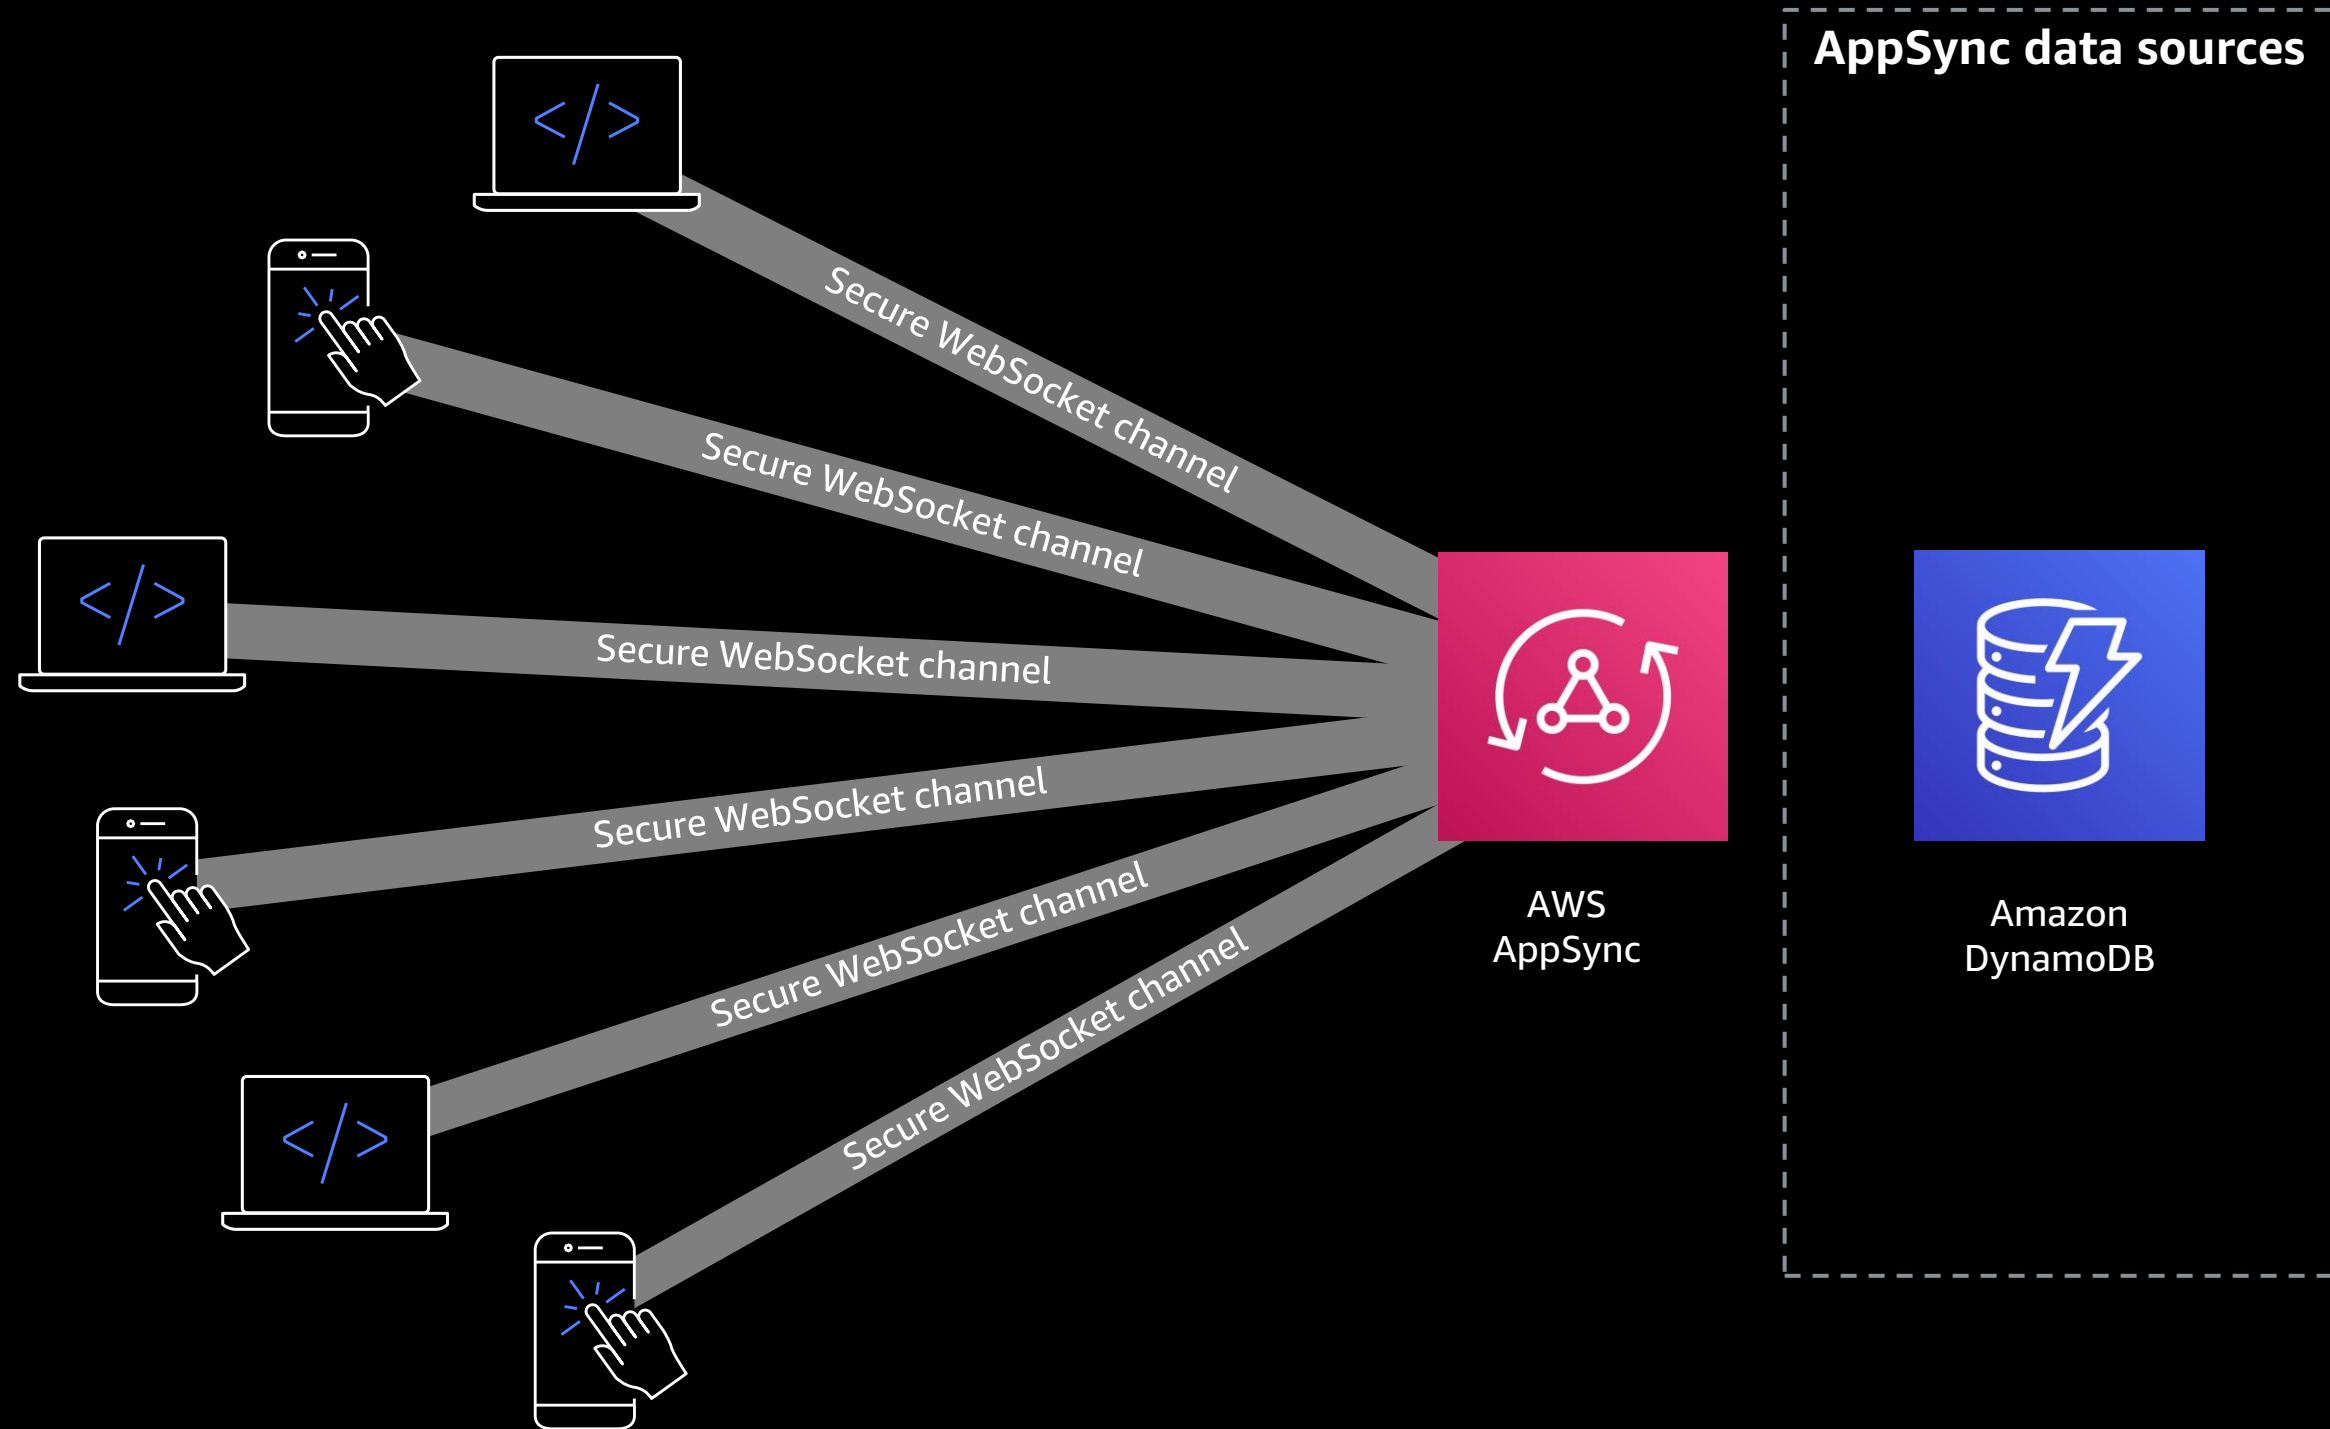 AppSync data sources
</>
Secure WebSocket channel
Secure WebSocket channel
</>
Secure WebSocket channel
Secure WebSocket channel
Secure WebSocket channel
Secure WebSocket channel
</>
AWS
AppSync
Amazon
DynamoDB